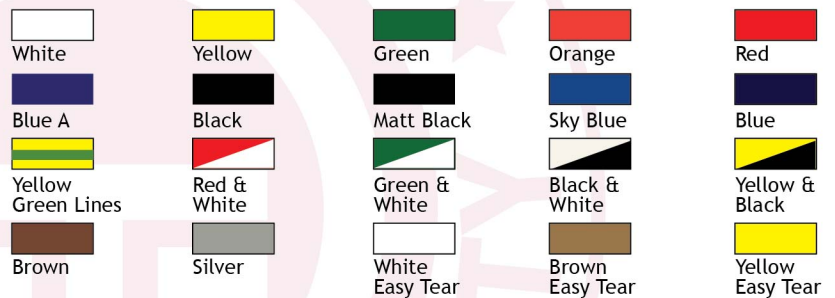 White
Yellow
Green
Orange
Red
Blue A
Black
Matt Black
Sky Blue
Blue
Yellow
Green Lines
Red &
White
Green &
White
Black &
White
Yellow &
Black
Brown
Silver
White
Easy Tear
Brown
Easy Tear
Yellow
Easy Tear